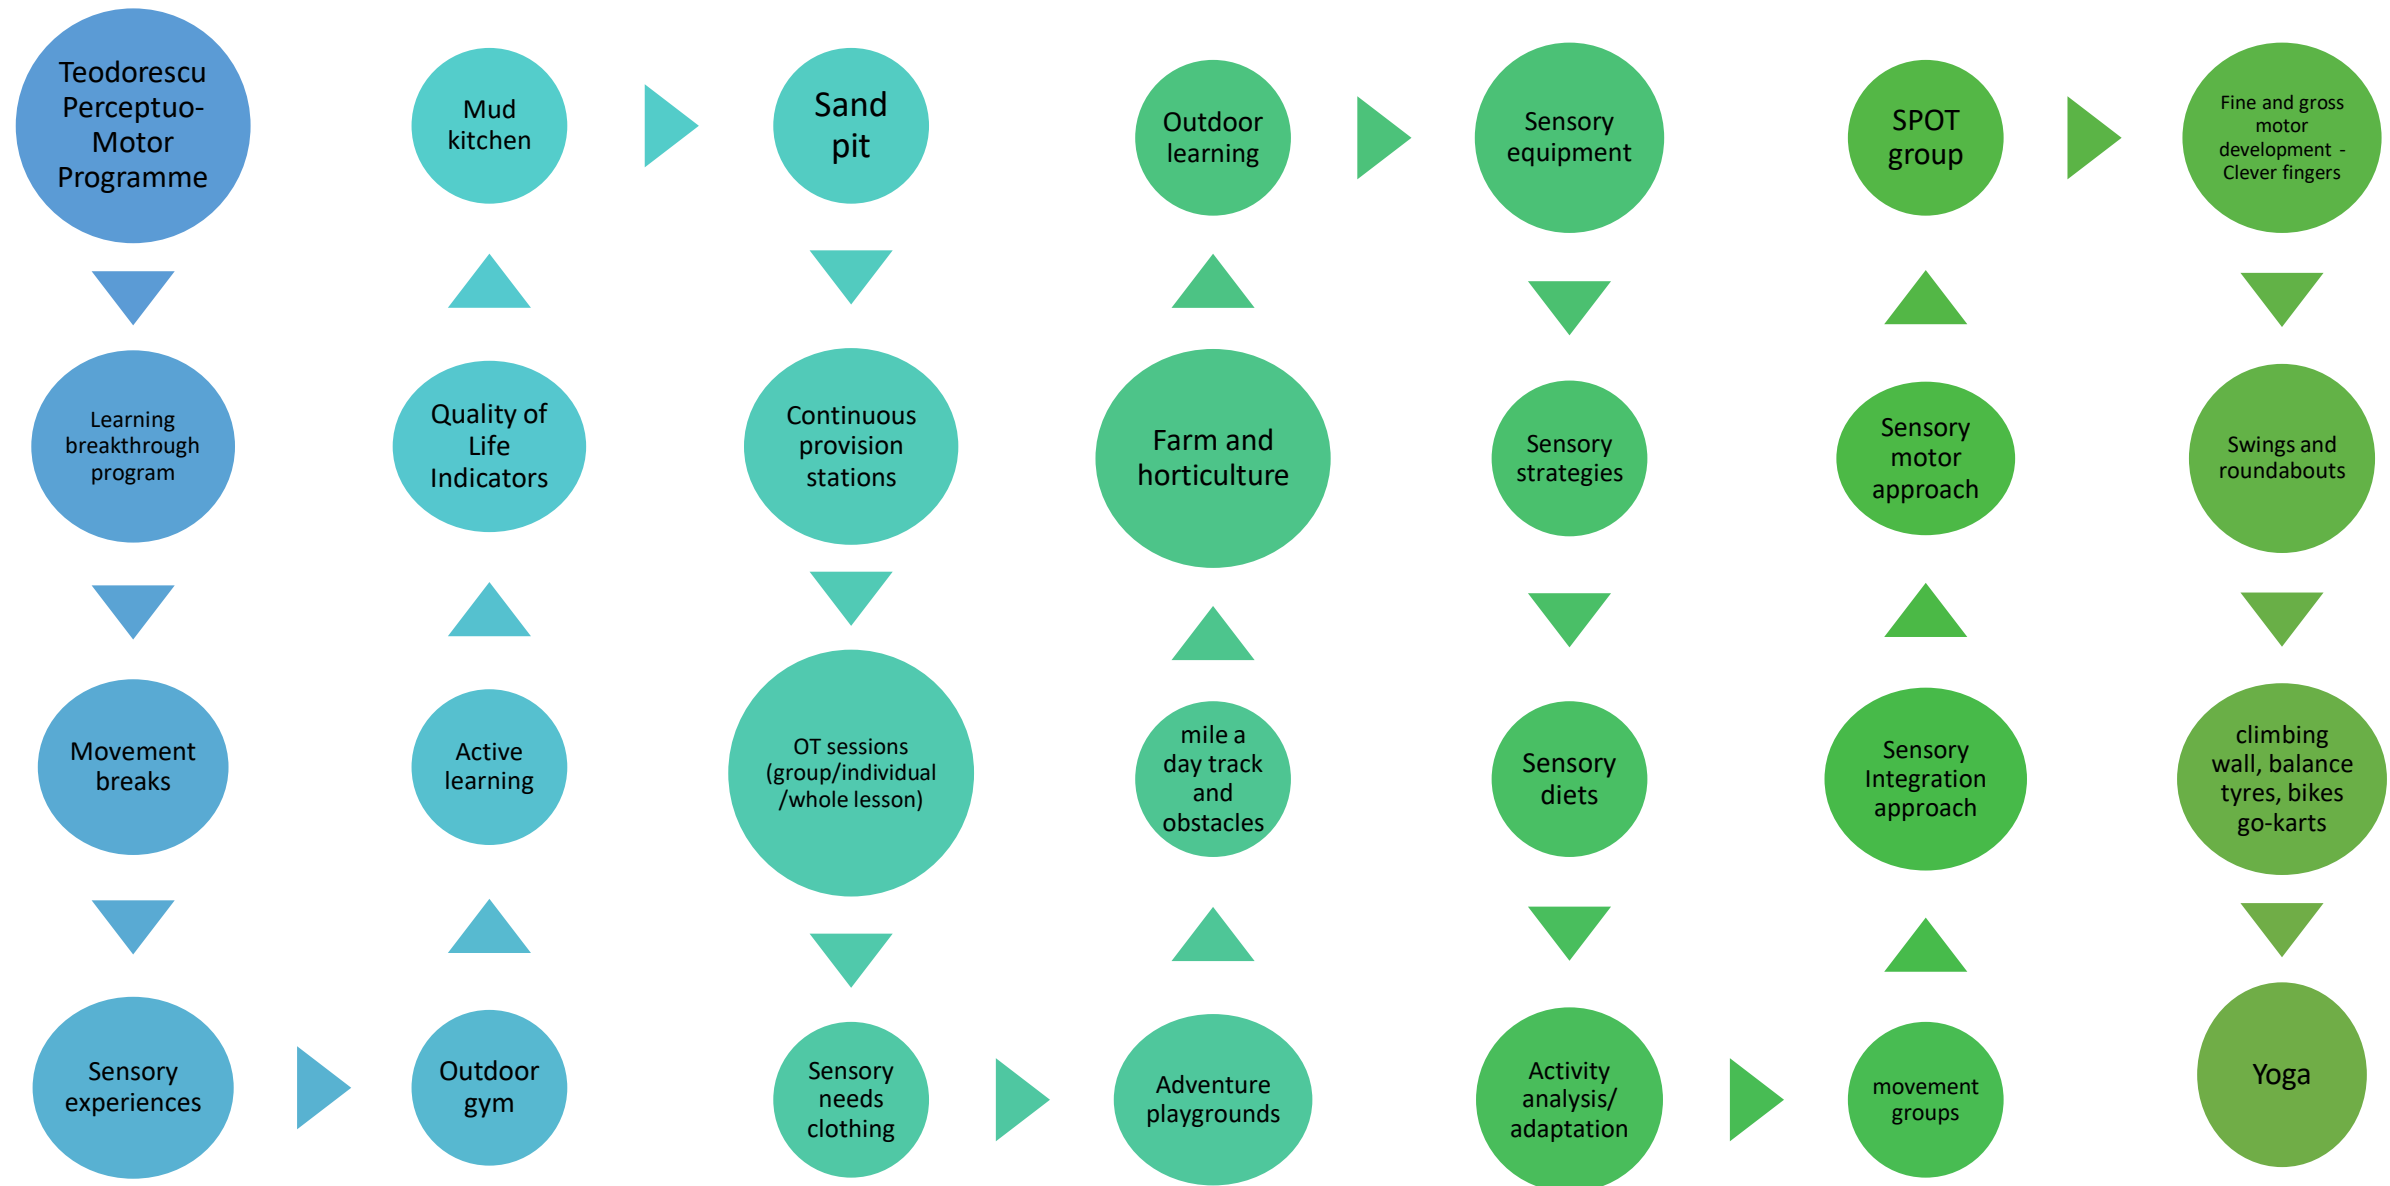 Teodorescu
Perceptuo-
Motor
Programme
Learning
breakthrough
program
Movement
breaks
Sensory
experiences
Outdoor
gym
Active
learning
Quality of
Life
Indicators
Mud
kitchen
Sand
pit
Continuous
provision
stations
OT sessions
(group/individual
/whole lesson)
Sensory
needs
clothing
Adventure
playgrounds
mile a
day track
and
obstacles
Farm and
horticulture
Outdoor
learning
Sensory
equipment
Sensory
strategies
Sensory
diets
Activity
analysis/
adaptation
movement
groups
Sensory
Integration
approach
Sensory
motor
approach
SPOT
group
Fine and gross
motor
development -
Clever fingers
Swings and
roundabouts
climbing
wall, balance
tyres, bikes
go-karts
Yoga